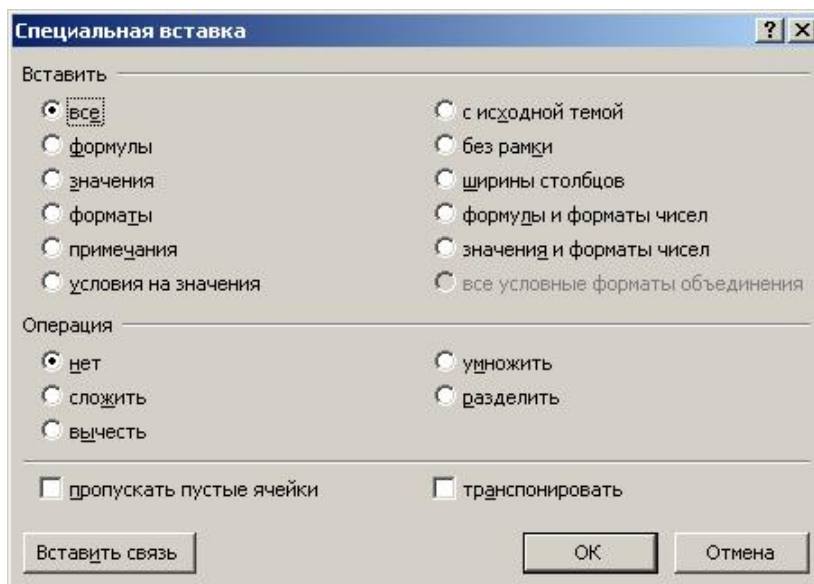 Специальная вставка
Вставить
все
с исходной темой
формулы
без рамки
значения
ширины столбцов
форматы
формулы и форматы чисел
примечания
значения и форматы чисел
условия на значения
все условные форматы объединения
Операция
нет
умножить
сложить
разделить
вычесть
пропускать пустые ячейки
транспонировать
Вставить связь
ОК
Отмена